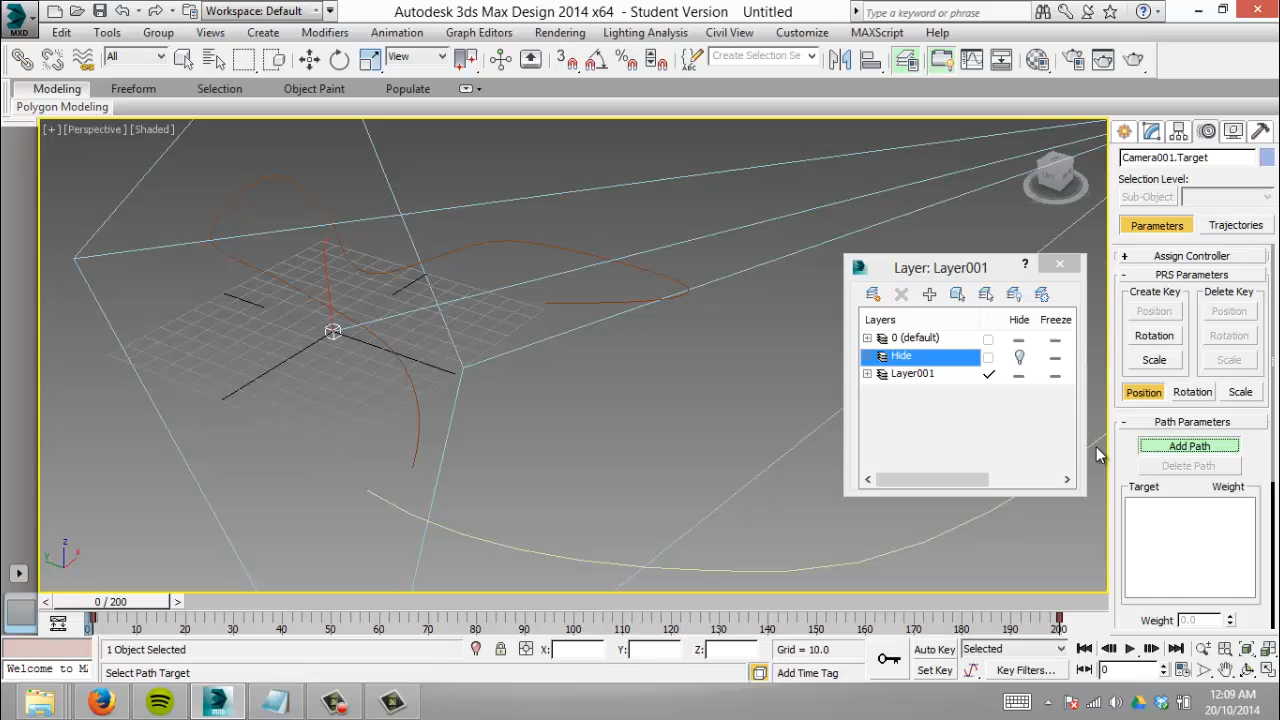 Workspace: Default
Autodesk 3ds Max Design 2014 x64 - Student Version Untitled
Type a keyword or phrase
MXD
Edit Tools Group Views Create Modifiers Animation Graph Editors Rendering Lighting Analysis Civil View Customize MAXScript Help
All View Create Selection Se
Modeling Freeform Selection Object Paint Populate
Polygon Modeling
[+][Perspective][Shaded]
Camera001.Target
Selection Level:
Sub-Object
Parameters Trajectories
+ Assign Controller
- PRS Parameters
Create Key Delete Key
Position Position
Rotation Rotation
Scale Scale
Position Rotation Scale
- Path Parameters
Add Path
Delete Path
Target Weight
Weight 0.0
Layer: Layer001 ?
Layers Hide Freeze
0 (default)
Hide
Layer001
z
y x
0 / 200
0 10 20 30 40 50 60 70 80 90 100 110 120 130 140 150 160 170 180 190 200
1 Object Selected X: Y: Z: Grid = 10.0 Auto Key Selected
Welcome to M Select Path Target Add Time Tag Set Key Key Filters... 0
12:09 AM
20/10/2014